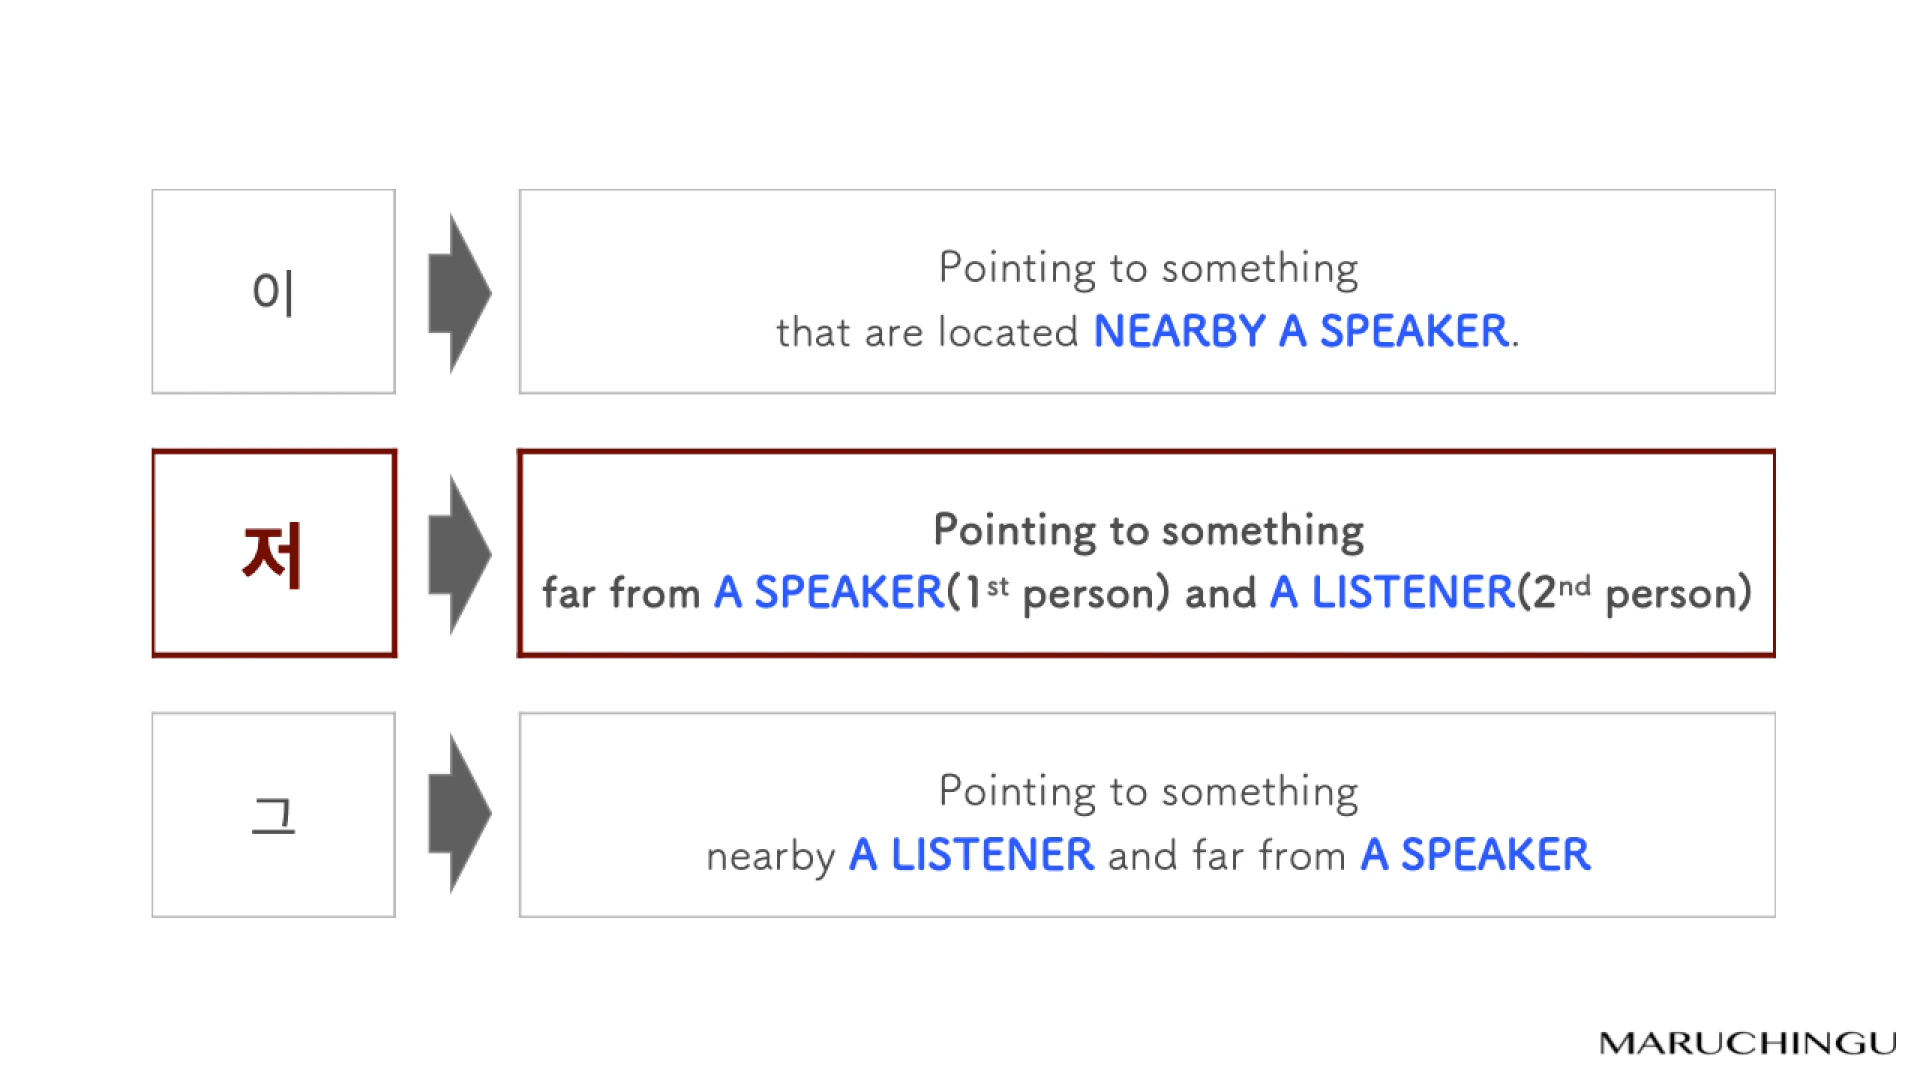 이
Pointing to something
that are located NEARBY A SPEAKER.
저
Pointing to something
far from A SPEAKER(1st person) and A LISTENER(2nd person)
그
Pointing to something
nearby A LISTENER and far from A SPEAKER
MARUCHINGU